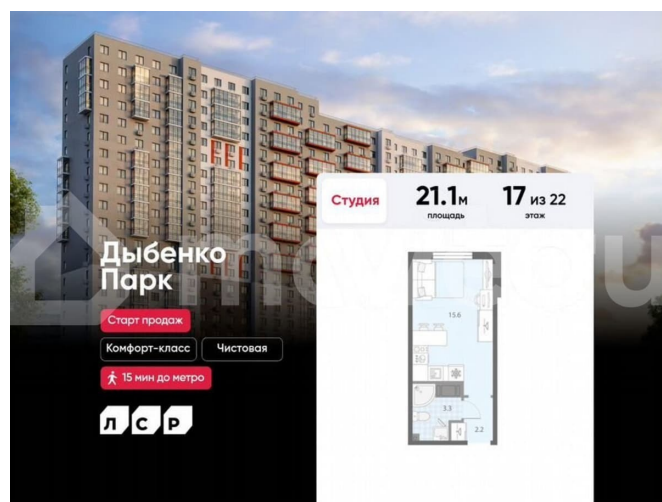 Студия
21.1м
площадь
17 из 22
этаж
Дыбенко
Парк
Старт продаж
Комфорт-класс
Чистовая
15 мин до метро
ЛСР
15.6
3.3
2.2